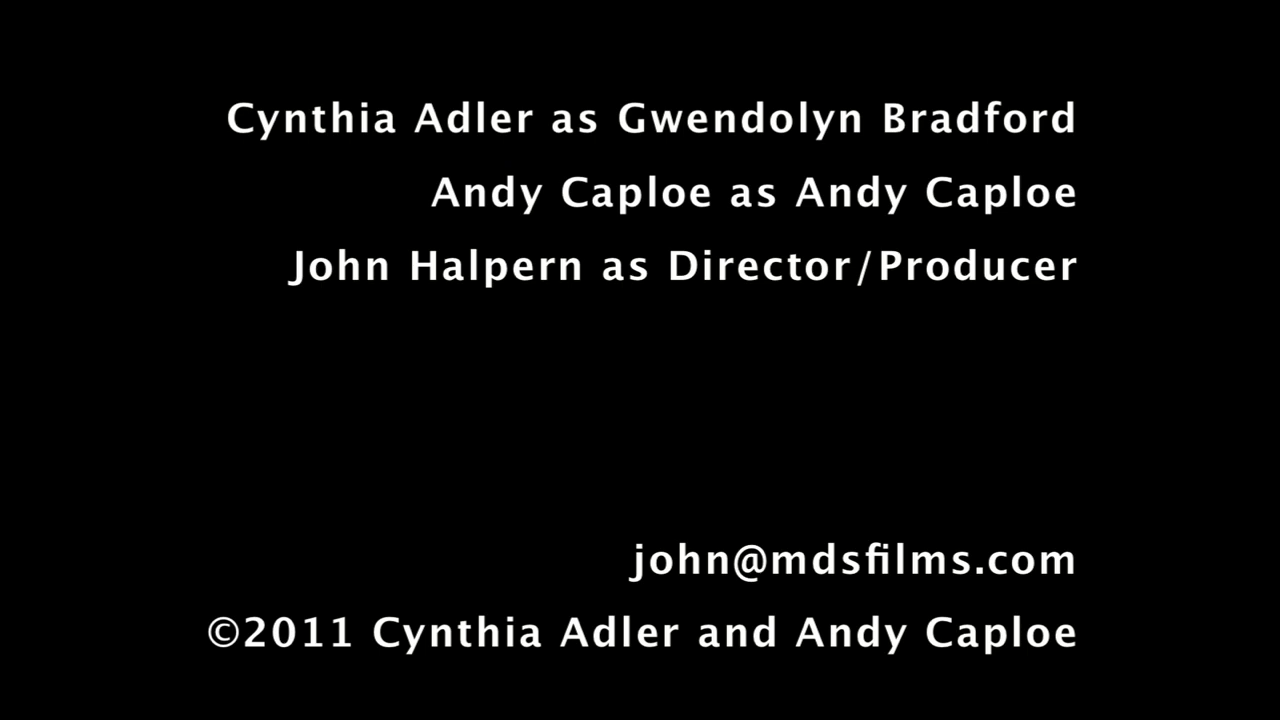 Cynthia Adler as Gwendolyn Bradford
Andy Caploe as Andy Caploe
John Halpern as Director/Producer
john@mdsfilms.com
©2011 Cynthia Adler and Andy Caploe